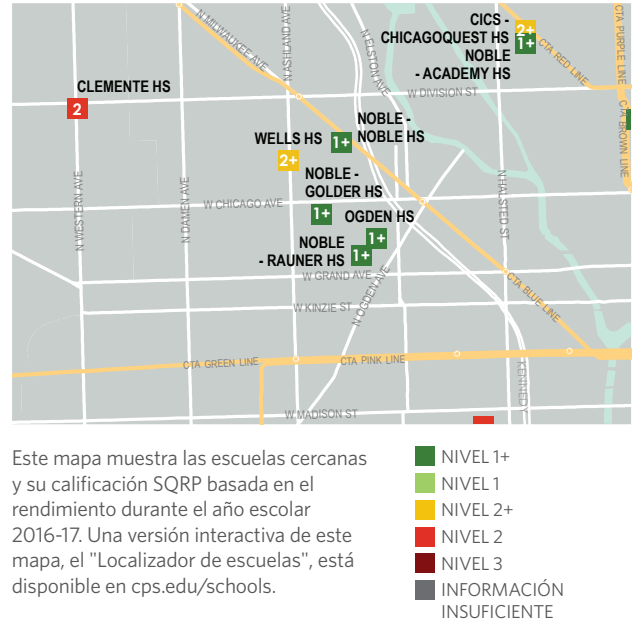 CICS -
CHICAGOQUEST HS
NOBLE
- ACADEMY HS
2+
1+
CTA RED LINE
CTA PURPLE LINE
CTA BROWN LINE
N MILWAUKEE AVE
N ASHLAND AVE
N ELSTON AVE
CLEMENTE HS
2
W DIVISION ST
NOBLE -
NOBLE HS
1+
WELLS HS
2+
NOBLE -
GOLDER HS
1+
N WESTERN AVE
N DAMEN AVE
W CHICAGO AVE
N HALSTED ST
OGDEN HS
1+
NOBLE
- RAUNER HS
1+
W GRAND AVE
N OGDEN AVE
W KINZIE ST
CTA BLUE LINE
CTA GREEN LINE
CTA PINK LINE
KENNEDY
W MADISON ST
Este mapa muestra las escuelas cercanas
y su calificación SQRP basada en el
rendimiento durante el año escolar
2016-17. Una versión interactiva de este
mapa, el "Localizador de escuelas", está
disponible en cps.edu/schools.
NIVEL 1+
NIVEL 1
NIVEL 2+
NIVEL 2
NIVEL 3
INFORMACIÓN
INSUFICIENTE